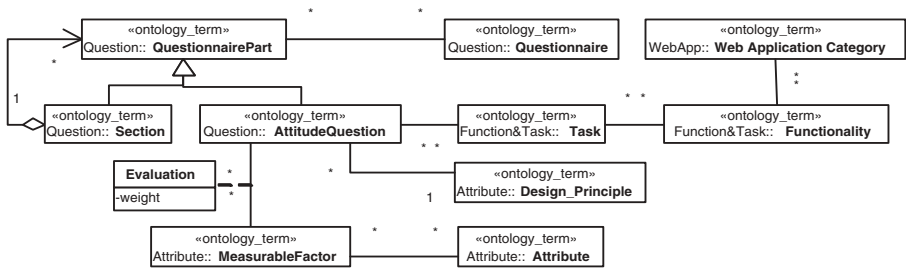 «ontology_term»
Question:: QuestionnairePart
* *
«ontology_term»
Question:: Questionnaire
«ontology_term»
WebApp:: Web Application Category
*
1
*
*
«ontology_term»
Question:: Section
«ontology_term»
Question:: AttitudeQuestion
«ontology_term»
Function&Task:: Task
* *
«ontology_term»
Function&Task:: Functionality
* *
Evaluation
-weight
*
*
*
1
«ontology_term»
Attribute:: Design_Principle
«ontology_term»
Attribute:: MeasurableFactor
* *
«ontology_term»
Attribute:: Attribute